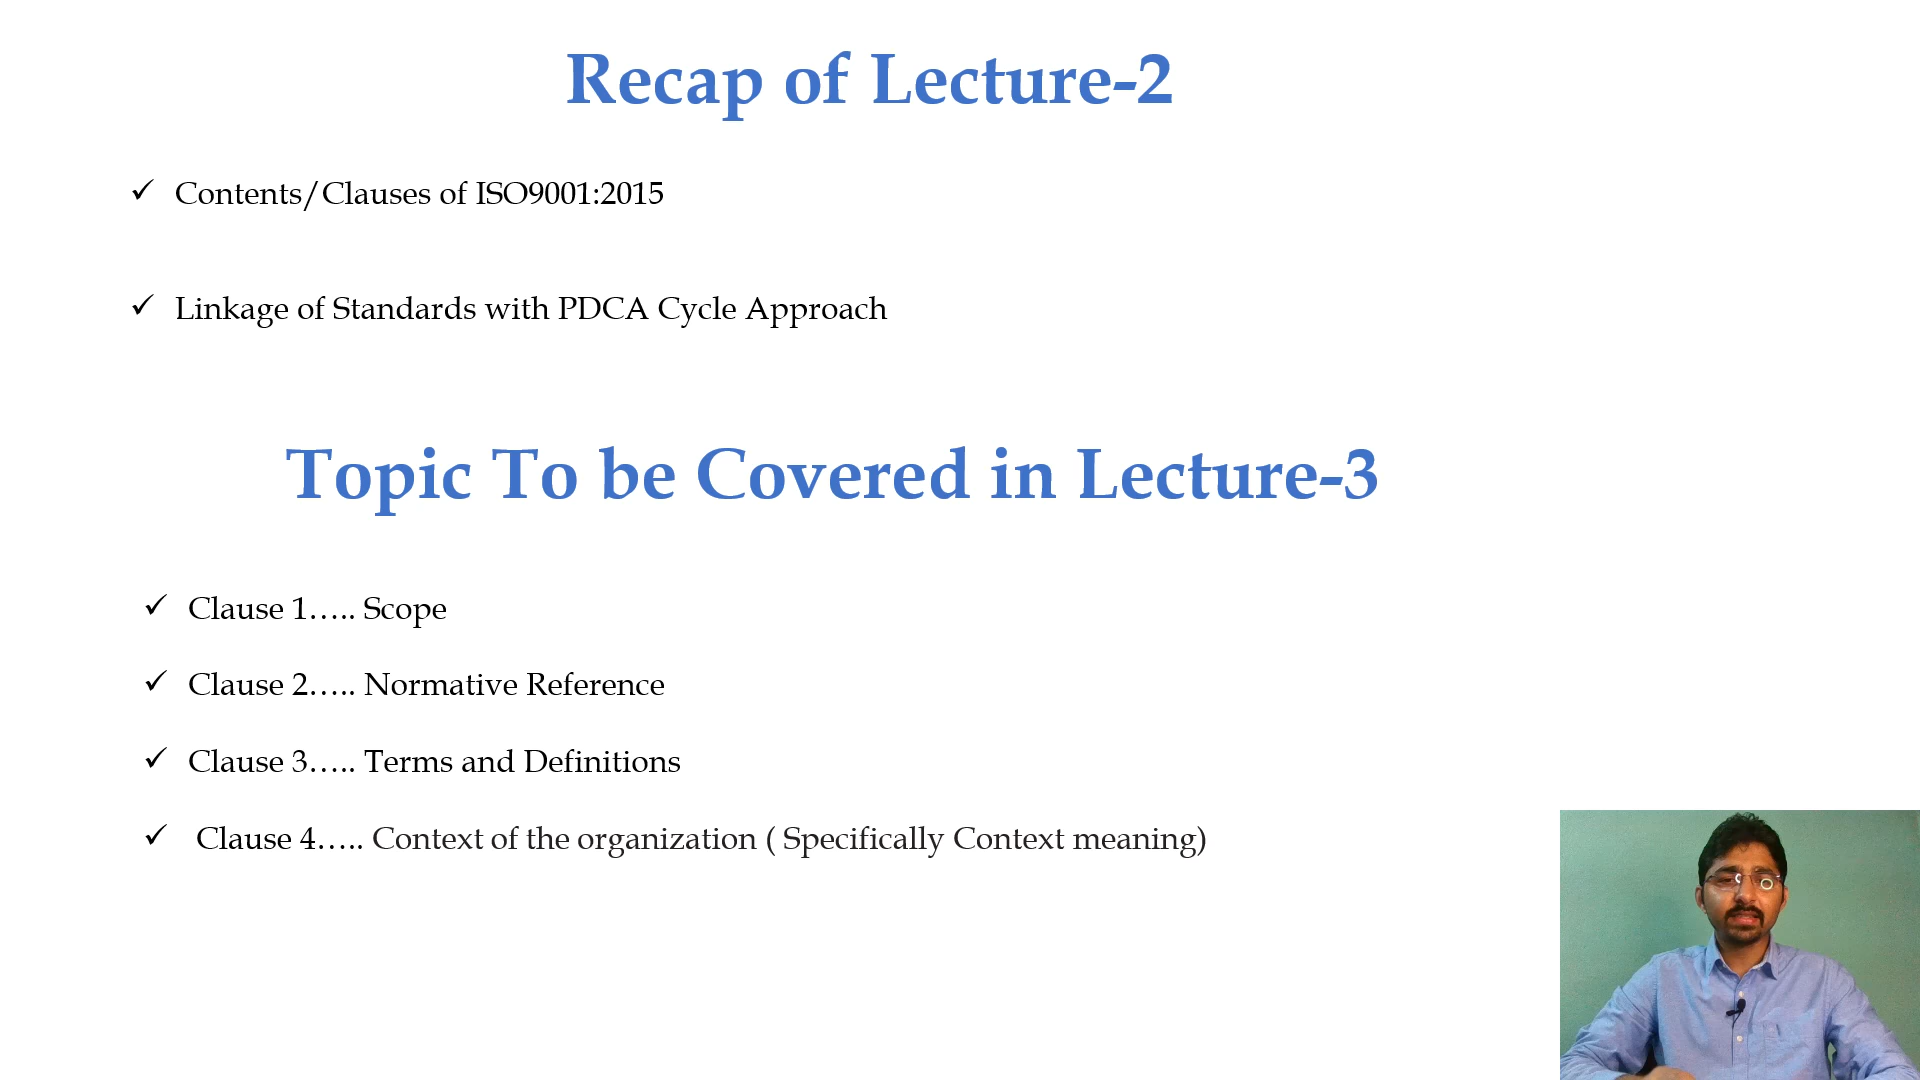 Recap of Lecture-2
✓ Contents/Clauses of ISO9001:2015
✓ Linkage of Standards with PDCA Cycle Approach
Topic To be Covered in Lecture-3
✓ Clause 1….. Scope
✓ Clause 2….. Normative Reference
✓ Clause 3….. Terms and Definitions
✓ Clause 4….. Context of the organization ( Specifically Context meaning)